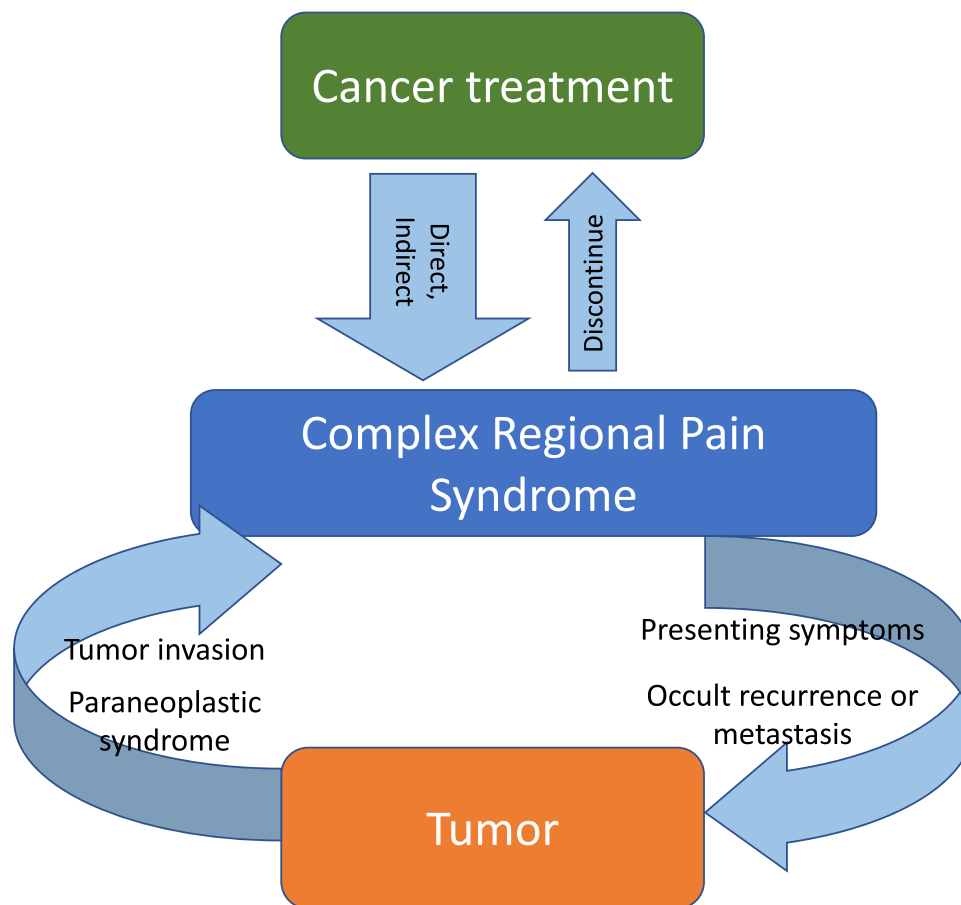 Cancer treatment
Direct,
Indirect
Discontinue
Complex Regional Pain
Syndrome
Tumor invasion
Paraneoplastic
syndrome
Presenting symptoms
Occult recurrence or
metastasis
Tumor